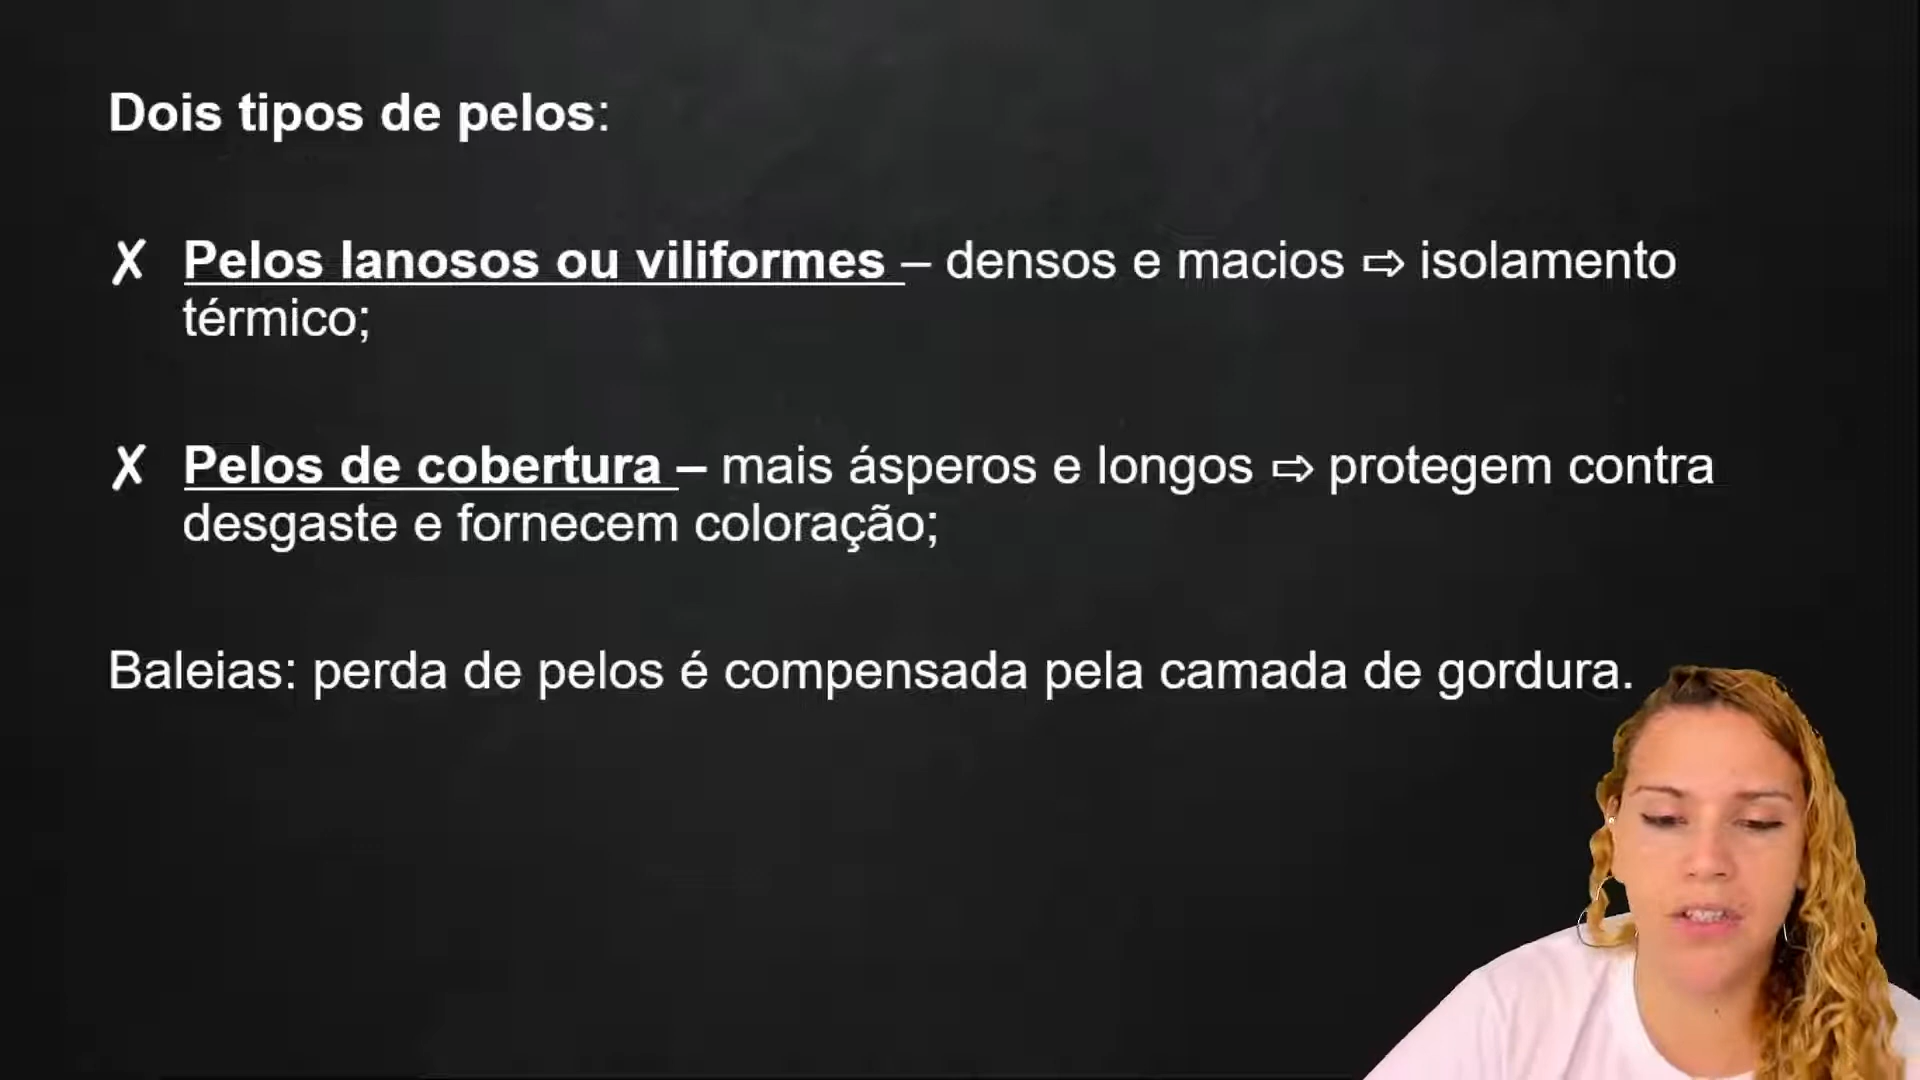 Dois tipos de pelos:
✗ Pelos lanosos ou viliformes – densos e macios ⇨ isolamento
térmico;
✗ Pelos de cobertura – mais ásperos e longos ⇨ protegem contra
desgaste e fornecem coloração;
Baleias: perda de pelos é compensada pela camada de gordura.